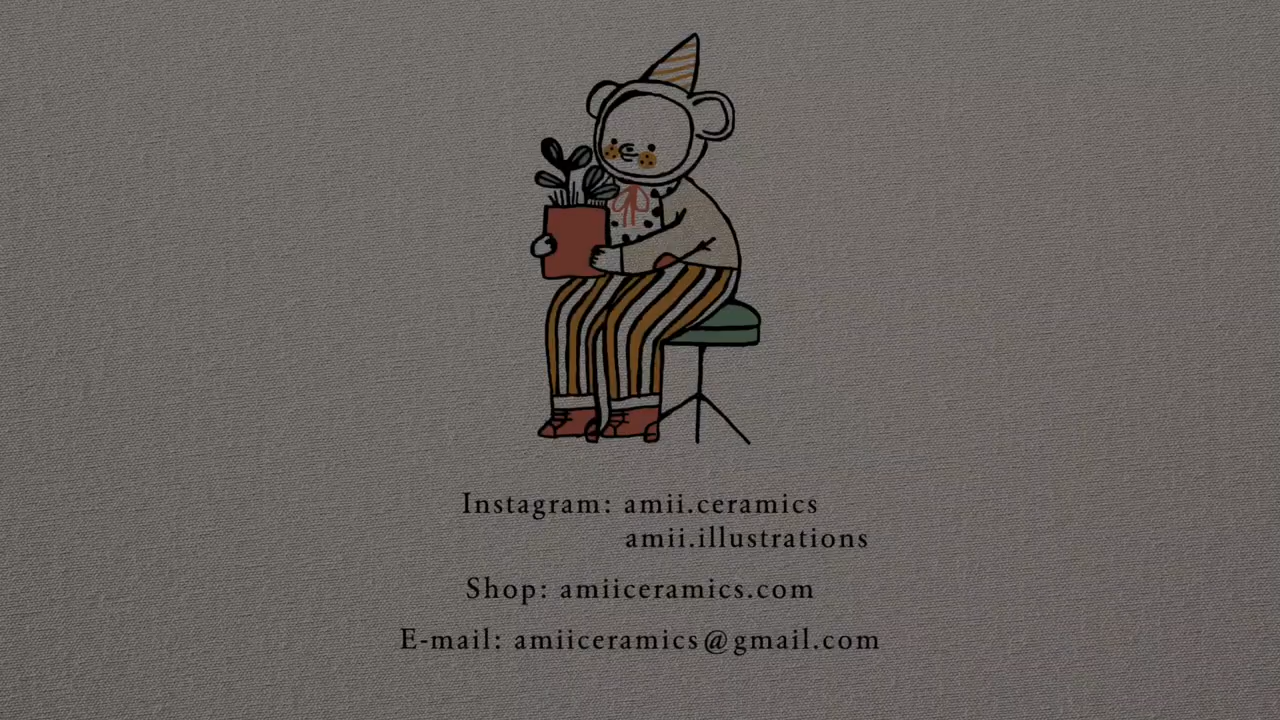 Instagram: amii.ceramics
amii.illustrations
Shop: amiiceramics.com
E-mail: amiiceramics@gmail.com